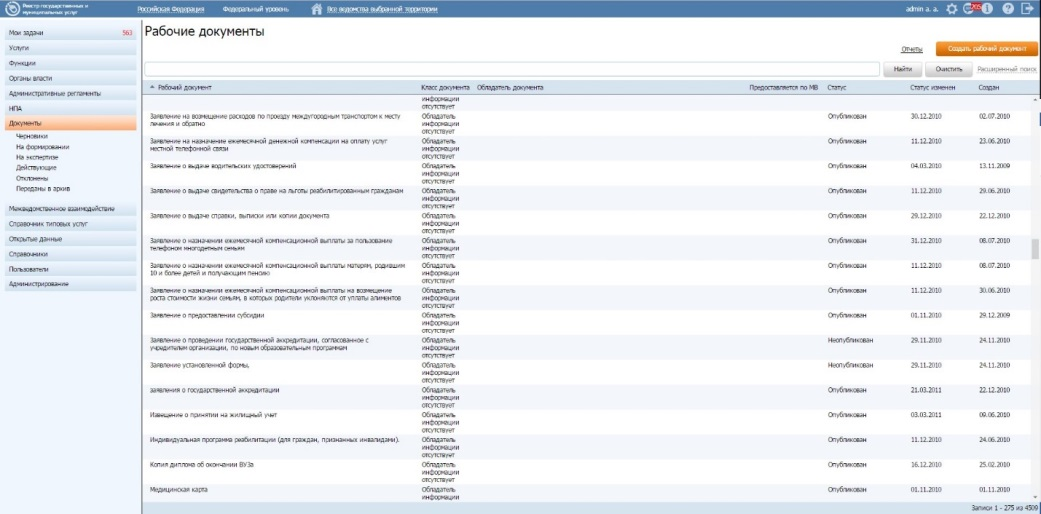 Реестр государственных и
муниципальных услуг
Российская Федерация Федеральный уровень Все ведомства выбранной территории admin a. a.
Мои задачи 563
Услуги
Функции
Органы власти
Административные регламенты
НПА
Документы
Черновики
На формировании
На экспертизе
Действующие
Отклонены
Переданы в архив
Межведомственное взаимодействие
Справочник типовых услуг
Открытые данные
Справочники
Пользователи
Администрирование
Рабочие документы
Отчеты Создать рабочий документ
Найти Очистить Расширенный поиск
Рабочий документ Класс документа Обладатель документа Предоставляется по МВ Статус Статус изменен Создан
информации
отсутствует
Заявление на возмещение расходов по проезду междугородным транспортом к месту
лечения и обратно
Обладатель
информации
отсутствует
Опубликован 30.12.2010 02.07.2010
Заявление на назначение ежемесячной денежной компенсации на оплату услуг
местной телефонной связи
Обладатель
информации
отсутствует
Опубликован 11.12.2010 23.06.2010
Заявление о выдаче водительских удостоверений
Обладатель
информации
отсутствует
Опубликован 04.03.2010 13.11.2009
Заявление о выдаче свидетельства о праве на льготы реабилитированным гражданам
Обладатель
информации
отсутствует
Опубликован 11.12.2010 29.06.2010
Заявление о выдаче справки, выписки или копии документа
Обладатель
информации
отсутствует
Опубликован 29.12.2010 22.12.2010
Заявление о назначении ежемесячной компенсационной выплаты за пользование
телефоном многодетным семьям
Обладатель
информации
отсутствует
Опубликован 31.12.2010 08.07.2010
Заявление о назначении ежемесячной компенсационной выплаты матерям, родившим
10 и более детей и получающим пенсию
Обладатель
информации
отсутствует
Опубликован 11.12.2010 08.07.2010
Заявление о назначении ежемесячной компенсационной выплаты на возмещение
роста стоимости жизни семьям, в которых родители уклоняются от уплаты алиментов
Обладатель
информации
отсутствует
Опубликован 11.12.2010 30.06.2010
Заявление о предоставлении субсидии
Обладатель
информации
отсутствует
Опубликован 01.11.2010 29.12.2009
Заявление о проведении государственной аккредитации, согласованное с
учредителем организации, по новым образовательным программам
Обладатель
информации
отсутствует
Неопубликован 29.11.2010 24.11.2010
Заявление установленной формы,
Обладатель
информации
отсутствует
Неопубликован 29.11.2010 24.11.2010
заявления о государственной аккредитации
Обладатель
информации
отсутствует
Опубликован 21.03.2011 22.12.2010
Извещение о принятии на жилищный учет
Обладатель
информации
отсутствует
Опубликован 03.03.2011 09.06.2010
Индивидуальная программа реабилитации (для граждан, признанных инвалидами).
Обладатель
информации
отсутствует
Опубликован 11.12.2010 24.06.2010
Копия диплома об окончании ВУЗа
Обладатель
информации
отсутствует
Опубликован 16.12.2010 25.02.2010
Медицинская карта
Обладатель
информации
Опубликован 01.11.2010 01.11.2010
Записи 1 - 275 из 4509